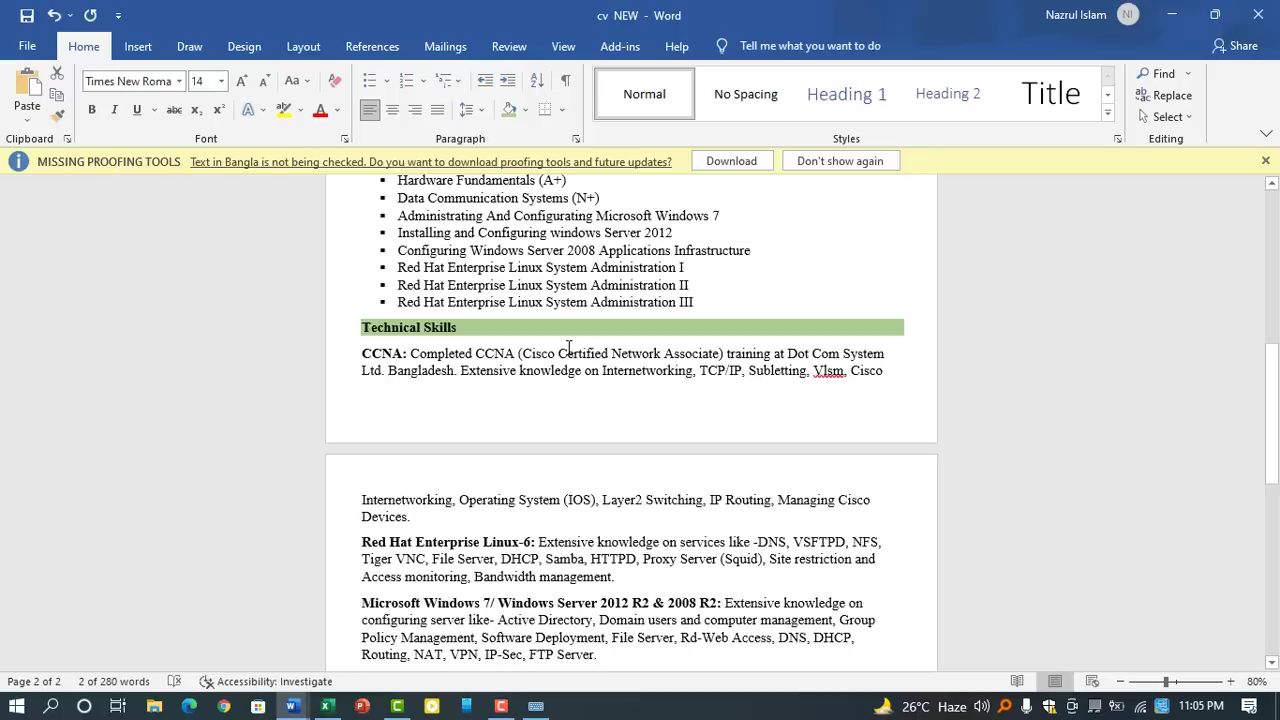 cv NEW - Word
Nazrul Islam NI
File Home Insert Draw Design Layout References Mailings Review View Add-ins Help Tell me what you want to do Share
Paste
Times New Roma 14
Normal No Spacing Heading 1 Heading 2 Title
Find
Replace
Select
Clipboard Font Paragraph Styles Editing
MISSING PROOFING TOOLS Text in Bangla is not being checked. Do you want to download proofing tools and future updates? Download Don't show again
▪ Hardware Fundamentals (A+)
▪ Data Communication Systems (N+)
▪ Administrating And Configurating Microsoft Windows 7
▪ Installing and Configuring windows Server 2012
▪ Configuring Windows Server 2008 Applications Infrastructure
▪ Red Hat Enterprise Linux System Administration I
▪ Red Hat Enterprise Linux System Administration II
▪ Red Hat Enterprise Linux System Administration III
Technical Skills
CCNA: Completed CCNA (Cisco Certified Network Associate) training at Dot Com System
Ltd. Bangladesh. Extensive knowledge on Internetworking, TCP/IP, Subletting, Vlsm, Cisco
Internetworking, Operating System (IOS), Layer2 Switching, IP Routing, Managing Cisco
Devices.
Red Hat Enterprise Linux-6: Extensive knowledge on services like -DNS, VSFTPD, NFS,
Tiger VNC, File Server, DHCP, Samba, HTTPD, Proxy Server (Squid), Site restriction and
Access monitoring, Bandwidth management.
Microsoft Windows 7/ Windows Server 2012 R2 & 2008 R2: Extensive knowledge on
configuring server like- Active Directory, Domain users and computer management, Group
Policy Management, Software Deployment, File Server, Rd-Web Access, DNS, DHCP,
Routing, NAT, VPN, IP-Sec, FTP Server.
Page 2 of 2 2 of 280 words Accessibility: Investigate 80%
26°C Haze 11:05 PM